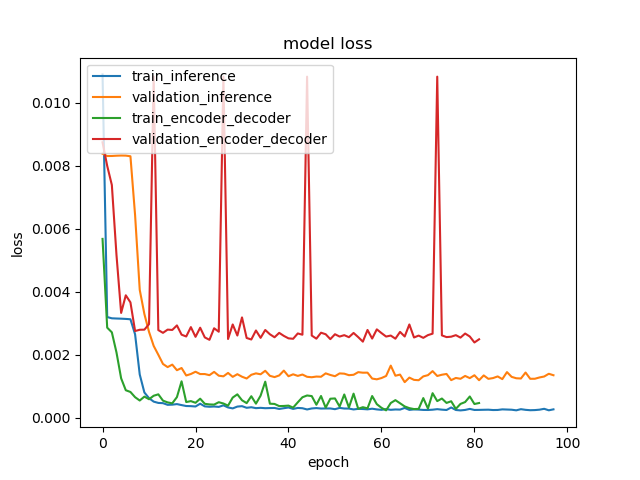 model loss
train_inference
validation_inference
train_encoder_decoder
validation_encoder_decoder
loss
0.010
0.008
0.006
0.004
0.002
0.000
0 20 40 60 80 100
epoch